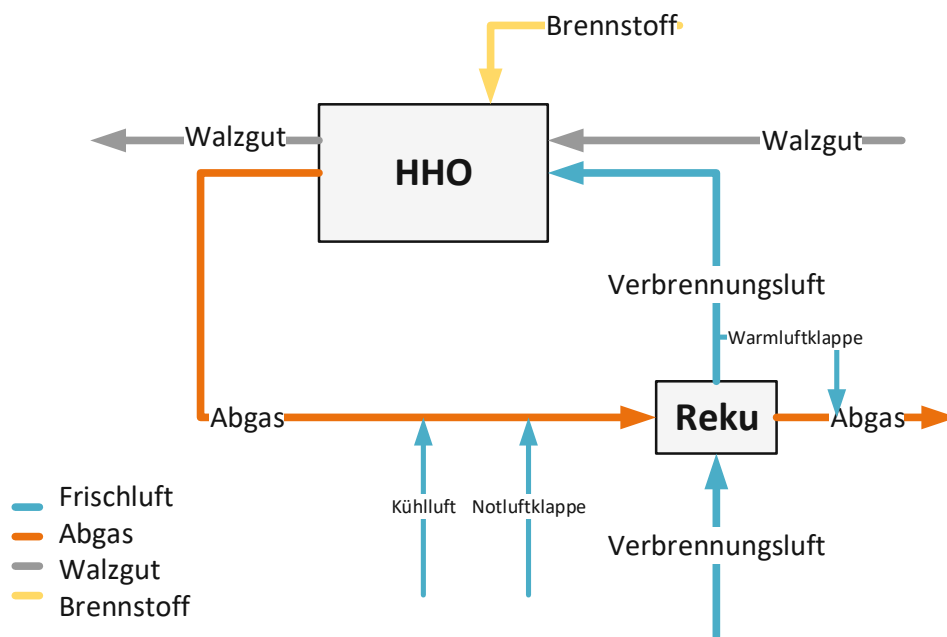 Brennstoff
Walzgut
Walzgut
HHO
Verbrennungsluft
Warmluftklappe
Abgas
Reku
Abgas
Kühlluft
Notluftklappe
Verbrennungsluft
Frischluft
Abgas
Walzgut
Brennstoff